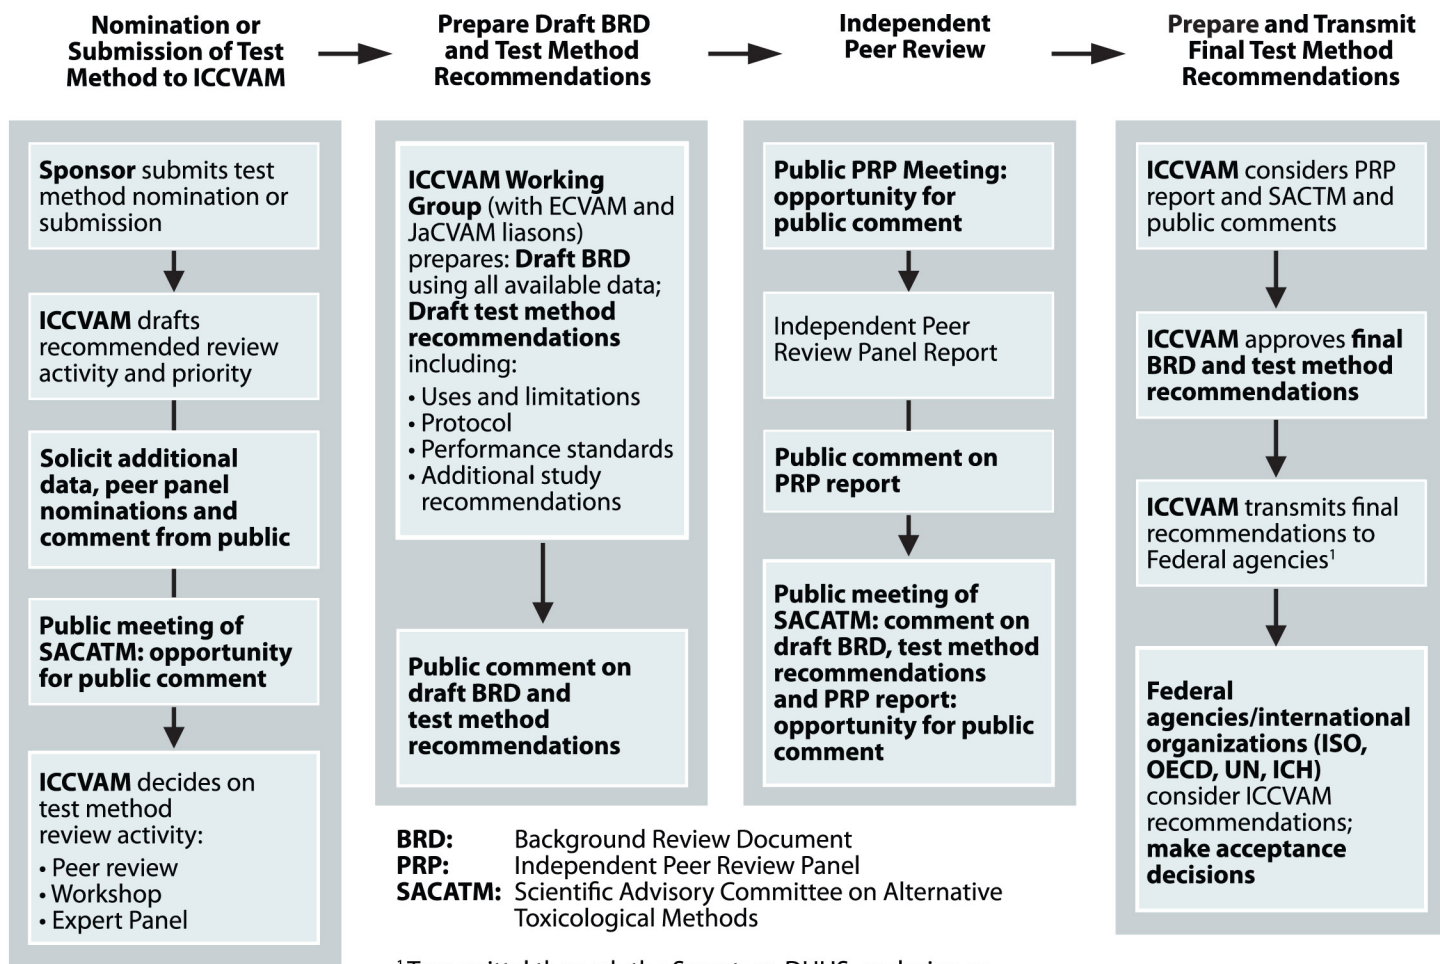 Nomination or
Submission of Test
Method to ICCVAM
Prepare Draft BRD
and Test Method
Recommendations
Independent
Peer Review
Prepare and Transmit
Final Test Method
Recommendations
Sponsor submits test
method nomination or
submission
ICCVAM drafts
recommended review
activity and priority
Solicit additional
data, peer panel
nominations and
comment from public
Public meeting of
SACATM: opportunity
for public comment
ICCVAM decides on
test method
review activity:
• Peer review
• Workshop
• Expert Panel
ICCVAM Working
Group (with ECVAM and
JaCVAM liasons)
prepares: Draft BRD
using all available data;
Draft test method
recommendations
including:
• Uses and limitations
• Protocol
• Performance standards
• Additional study
recommendations
Public comment on
draft BRD and
test method
recommendations
Public PRP Meeting:
opportunity for
public comment
Independent Peer
Review Panel Report
Public comment on
PRP report
Public meeting of
SACATM: comment on
draft BRD, test method
recommendations
and PRP report:
opportunity for public
comment
ICCVAM considers PRP
report and SACTM and
public comments
ICCVAM approves final
BRD and test method
recommendations
ICCVAM transmits final
recommendations to
Federal agencies¹
Federal
agencies/international
organizations (ISO,
OECD, UN, ICH)
consider ICCVAM
recommendations;
make acceptance
decisions
BRD: Background Review Document
PRP: Independent Peer Review Panel
SACATM: Scientific Advisory Committee on Alternative
Toxicological Methods